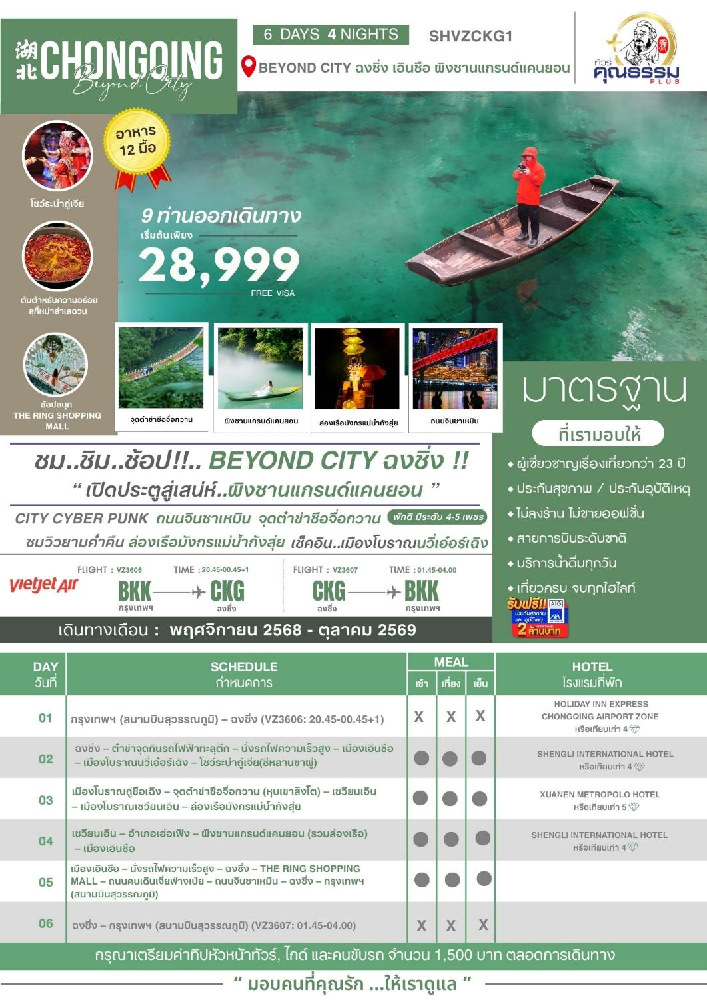 湖北
CHONGQING
Beyond City
6 DAYS 4 NIGHTS
SHVZCKG1
BEYOND CITY ฉงชิ่ง เอินซือ ผิงซานแกรนด์แคนยอน
ทัวร์
คุณธรรม
PLUS
義
อาหาร
12 มื้อ
โชว์ระบำถู่เจีย
ต้นตำหรับความอร่อย
สุกี้หม่าล่าเสฉวน
ช้อปสนุก
THE RING SHOPPING
MALL
9 ท่านออกเดินทาง
เริ่มต้นเพียง
28,999
FREE VISA
จุดต๋าข่าซือจื่อกวาน
ผิงซานแกรนด์แคนยอน
ล่องเรือมังกรแม่น้ำกังสุ่ย
ถนนจินซาเหมิน
มาตรฐาน
ที่เรามอบให้
◆ ผู้เชี่ยวชาญเรื่องเที่ยวกว่า 23 ปี
◆ ประกันสุขภาพ / ประกันอุบัติเหตุ
◆ ไม่ลงร้าน ไม่ขายออฟชั่น
◆ สายการบินระดับชาติ
◆ บริการน้ำดื่มทุกวัน
◆ เที่ยวครบ จบทุกไฮไลท์
รับฟรี!!
AIG
ประกันสุขภาพ
และ อุบัติเหตุ
AXA
2 ล้านบาท
ชม..ชิม..ช้อป!!.. BEYOND CITY ฉงชิ่ง !!
“ เปิดประตูสู่เสน่ห์..ผิงซานแกรนด์แคนยอน ”
CITY CYBER PUNK ถนนจินซาเหมิน จุดต๋าข่าซือจื่อกวาน พักดี มีระดับ 4-5 เพชร
ชมวิวยามค่ำคืน ล่องเรือมังกรแม่น้ำกังสุ่ย เช็คอิน..เมืองโบราณนวี่เอ๋อร์เฉิง
vietjet Air
FLIGHT : VZ3606 TIME : 20.45-00.45+1
BKK CKG
กรุงเทพฯ ฉงชิ่ง
FLIGHT : VZ3607 TIME : 01.45-04.00
CKG BKK
ฉงชิ่ง กรุงเทพฯ
เดินทางเดือน : พฤศจิกายน 2568 - ตุลาคม 2569
DAY SCHEDULE MEAL HOTEL
วันที่ กำหนดการ เช้า เที่ยง เย็น โรงแรมที่พัก
01 กรุงเทพฯ (สนามบินสุวรรณภูมิ) – ฉงชิ่ง (VZ3606: 20.45-00.45+1) X X X
HOLIDAY INN EXPRESS
CHONGQING AIRPORT ZONE
หรือเทียบเท่า 4
02 ฉงชิ่ง – ต๋าข่าจุดกินรถไฟฟ้าทะลุตึก – นั่งรถไฟความเร็วสูง – เมืองเอินซือ
– เมืองโบราณนวี่เอ๋อร์เฉิง – โชว์ระบำถู่เจีย(ซีหลานขาผู่)
SHENGLI INTERNATIONAL HOTEL
หรือเทียบเท่า 4
03 เมืองโบราณถู่ซือเฉิง – จุดต๋าข่าซือจื่อกวาน (หุบเขาสิงโต) – เซวียนเอิน
– เมืองโบราณเซวียนเอิน – ล่องเรือมังกรแม่น้ำกังสุ่ย
XUANEN METROPOLO HOTEL
หรือเทียบเท่า 5
04 เซวียนเอิน – อำเภอเฮ่อเฟิง – ผิงซานแกรนด์แคนยอน (รวมล่องเรือ)
– เมืองเอินซือ
SHENGLI INTERNATIONAL HOTEL
หรือเทียบเท่า 4
05 เมืองเอินซือ – นั่งรถไฟความเร็วสูง – ฉงชิ่ง – THE RING SHOPPING
MALL – ถนนคนเดินเจี่ยฟ่างเป่ย – ถนนจินซาเหมิน – ฉงชิ่ง – กรุงเทพฯ
(สนามบินสุวรรณภูมิ)
06 ฉงชิ่ง – กรุงเทพฯ (สนามบินสุวรรณภูมิ) (VZ3607: 01.45-04.00) X X X
กรุณาเตรียมค่าทิปหัวหน้าทัวร์, ไกด์ และคนขับรถ จำนวน 1,500 บาท ตลอดการเดินทาง
“ มอบคนที่คุณรัก ...ให้เราดูแล ”